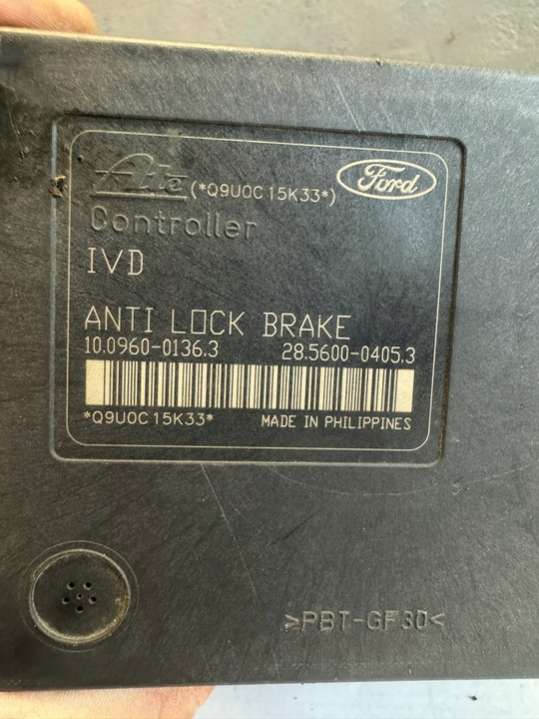 Ate (*Q9U0C15K33*) Ford
Controller
IVD
ANTI LOCK BRAKE
10.0960-0136.3 28.5600-0405.3
*Q9U0C15K33* MADE IN PHILIPPINES
>PBT-GF30<